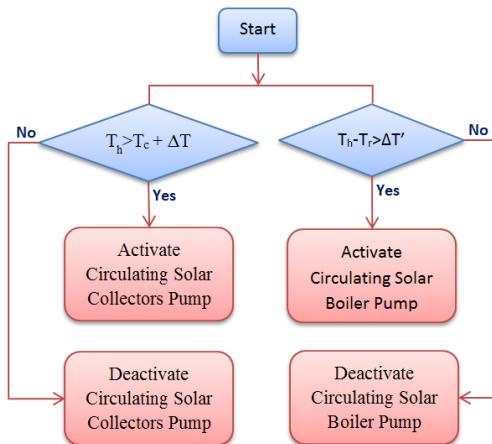 Start
No
Tₕ>T꜀ + ΔT
Tₕ-Tᵣ>ΔT′
No
Yes
Yes
Activate
Circulating Solar
Collectors Pump
Activate
Circulating Solar
Boiler Pump
Deactivate
Circulating Solar
Collectors Pump
Deactivate
Circulating Solar
Boiler Pump